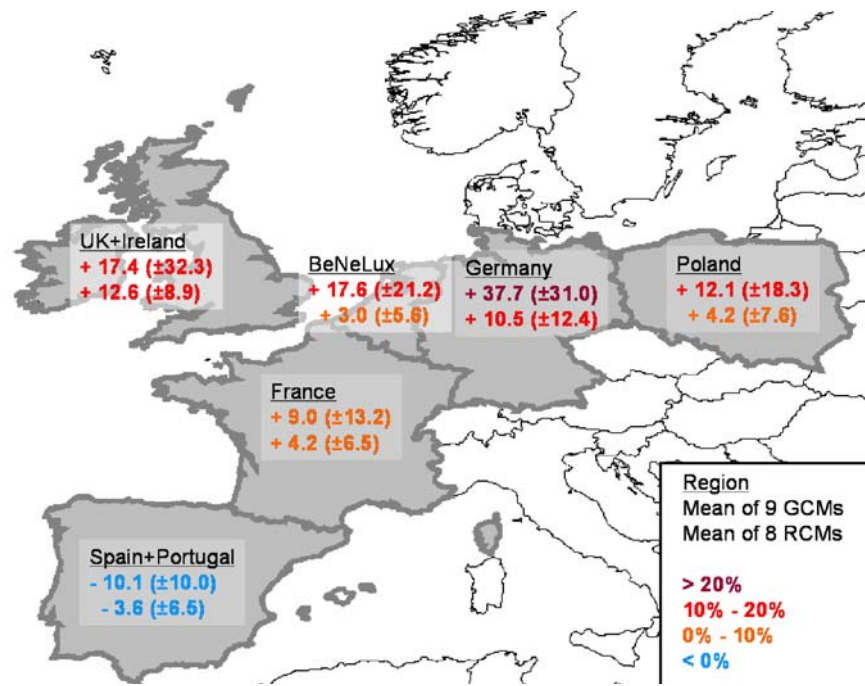 UK+Ireland
+ 17.4 (±32.3)
+ 12.6 (±8.9)
BeNeLux
+ 17.6 (±21.2)
+ 3.0 (±5.6)
Germany
+ 37.7 (±31.0)
+ 10.5 (±12.4)
Poland
+ 12.1 (±18.3)
+ 4.2 (±7.6)
France
+ 9.0 (±13.2)
+ 4.2 (±6.5)
Spain+Portugal
- 10.1 (±10.0)
- 3.6 (±6.5)
Region
Mean of 9 GCMs
Mean of 8 RCMs
> 20%
10% - 20%
0% - 10%
< 0%